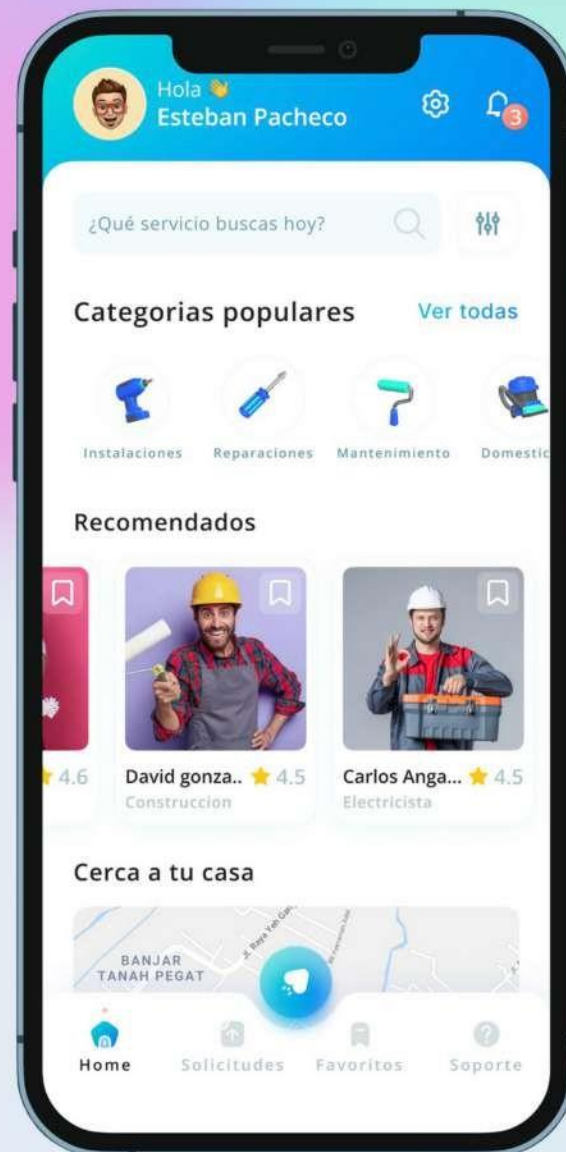 Hola 👋
Esteban Pacheco
3
¿Qué servicio buscas hoy?
Categorias populares
Ver todas
Instalaciones
Reparaciones
Mantenimiento
Domestic
Recomendados
4.6
David gonza.. 4.5
Construccion
Carlos Anga... 4.5
Electricista
Cerca a tu casa
BANJAR
TANAH PEGAT
Home
Solicitudes
Favoritos
Soporte